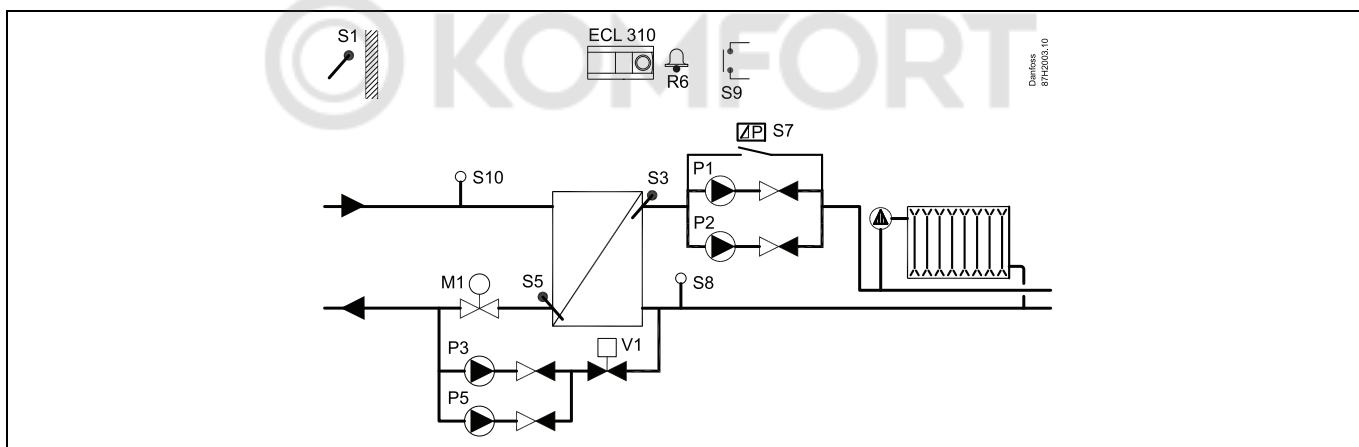 KOMFORT
S1
ECL 310
R6
S9
Danfoss
87H2003.10
P S7
S10
S3
P1
P2
M1
S5
S8
P3
V1
P5